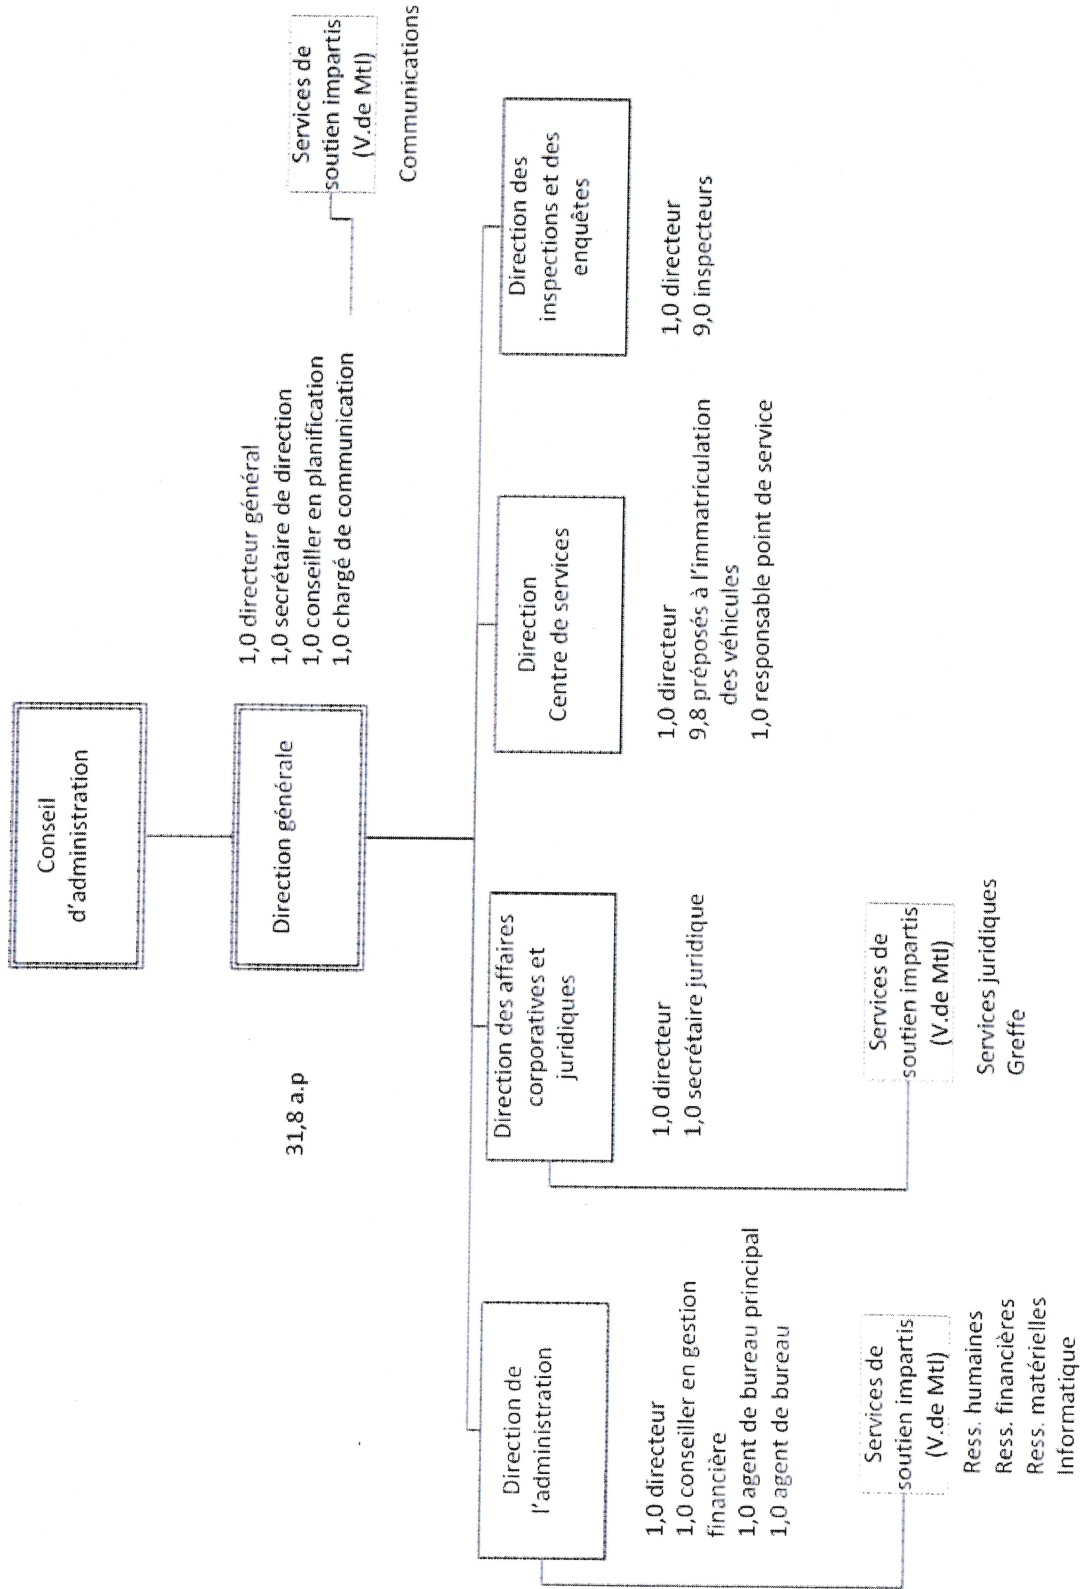 Conseil
d'administration
Direction générale
31,8 a.p
1,0 directeur général
1,0 secrétaire de direction
1,0 conseiller en planification
1,0 chargé de communication
Services de
soutien impartis
(V.de Mtl)
Communications
Direction de
l'administration
1,0 directeur
1,0 conseiller en gestion
financière
1,0 agent de bureau principal
1,0 agent de bureau
Services de
soutien impartis
(V.de Mtl)
Ress. humaines
Ress. financières
Ress. matérielles
Informatique
Direction des affaires
corporatives et
juridiques
1,0 directeur
1,0 secrétaire juridique
Services de
soutien impartis
(V.de Mtl)
Services juridiques
Greffe
Direction
Centre de services
1,0 directeur
9,8 préposés à l'immatriculation
des véhicules
1,0 responsable point de service
Direction des
inspections et des
enquêtes
1,0 directeur
9,0 inspecteurs